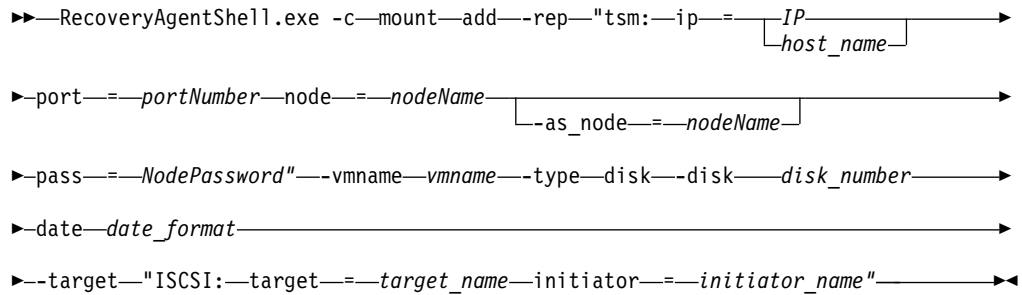 RecoveryAgentShell.exe -c mount add -rep "tsm: ip = IP
host_name
port = portNumber node = nodeName
-as_node = nodeName
pass = NodePassword" -vmname vmname -type disk -disk disk_number
date date_format
-target "ISCSI: target = target_name initiator = initiator_name"